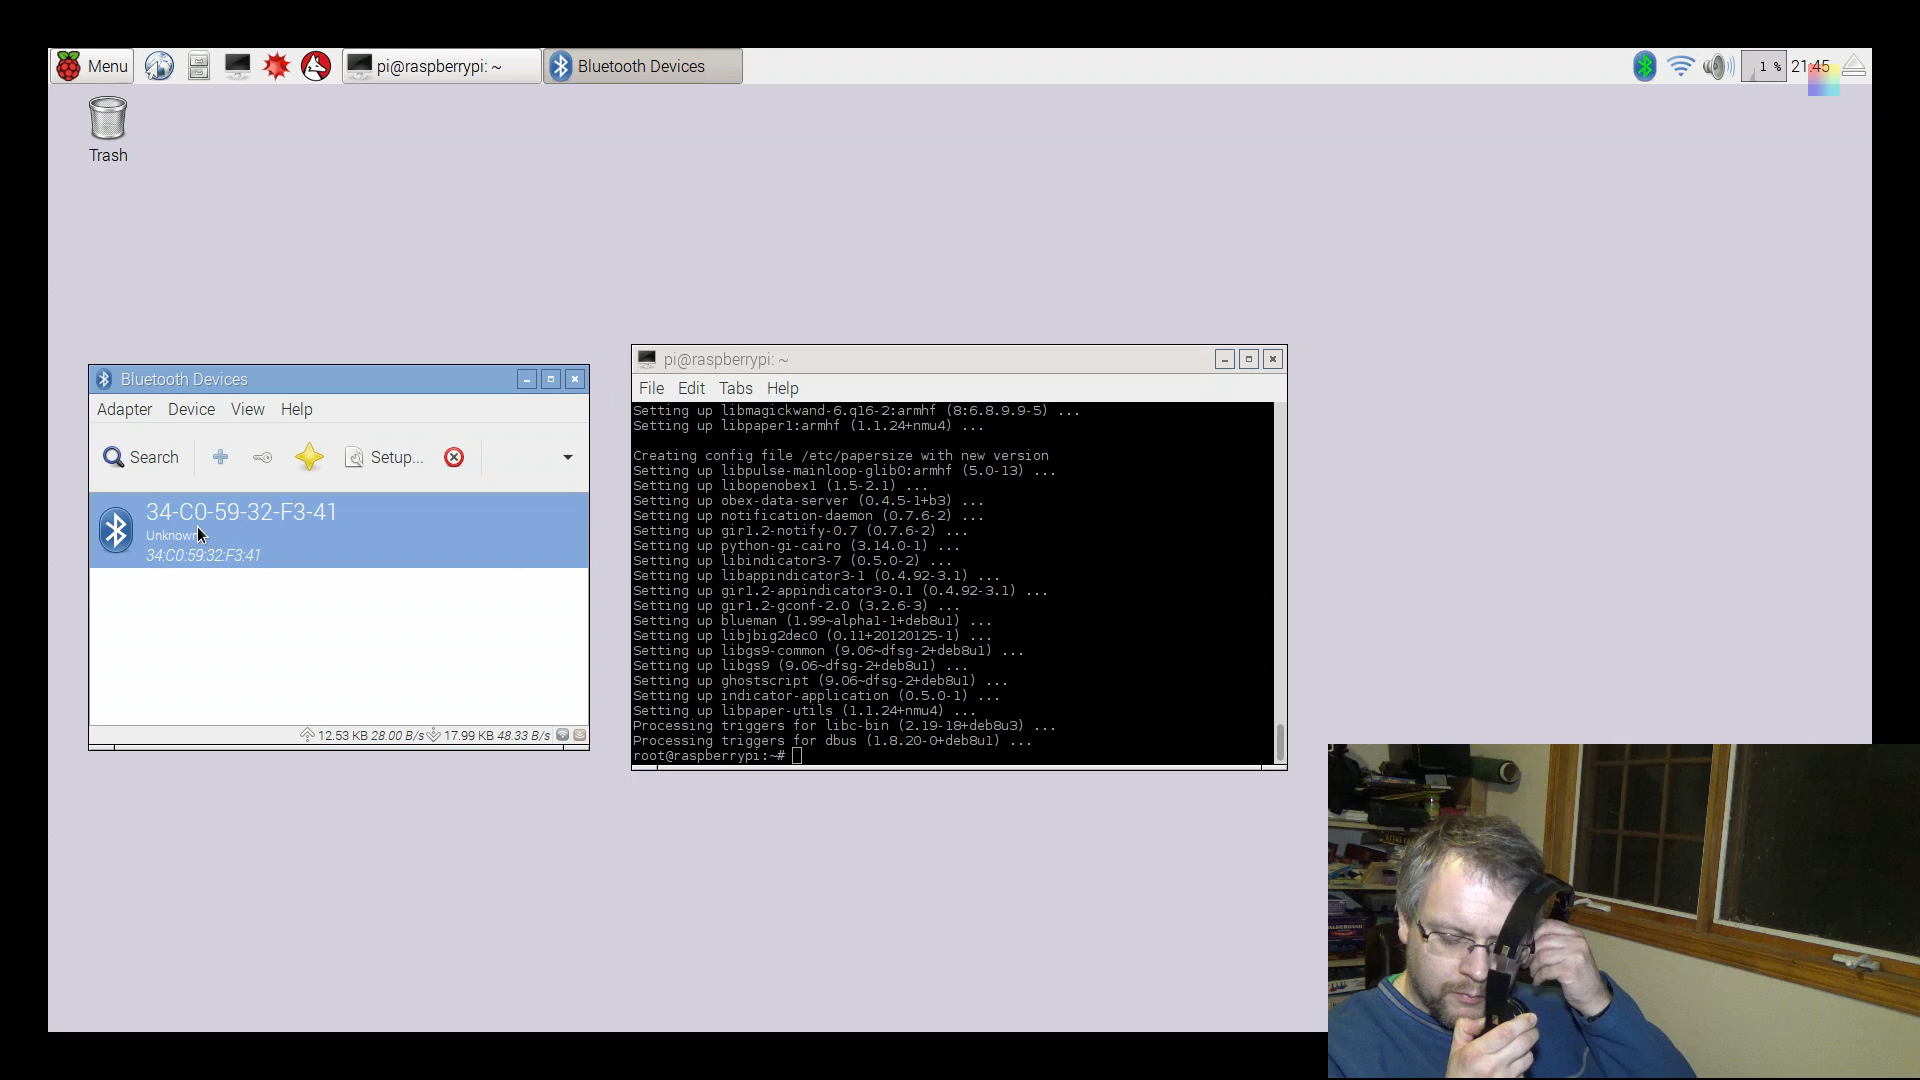 Menu
pi@raspberrypi: ~
Bluetooth Devices
1 %
21:45
Trash
Bluetooth Devices
Adapter Device View Help
Search
Setup...
34-C0-59-32-F3-41
Unknown
34:C0:59:32:F3:41
12.53 KB 28.00 B/s 17.99 KB 48.33 B/s
pi@raspberrypi: ~
File Edit Tabs Help
Setting up libmagickwand-6.q16-2:armhf (8:6.8.9.9-5) ...
Setting up libpaper1:armhf (1.1.24+nmu4) ...
Creating config file /etc/papersize with new version
Setting up libpulse-mainloop-glib0:armhf (5.0-13) ...
Setting up libopenobex1 (1.5-2.1) ...
Setting up obex-data-server (0.4.5-1+b3) ...
Setting up notification-daemon (0.7.6-2) ...
Setting up gir1.2-notify-0.7 (0.7.6-2) ...
Setting up python-gi-cairo (3.14.0-1) ...
Setting up libindicator3-7 (0.5.0-2) ...
Setting up libappindicator3-1 (0.4.92-3.1) ...
Setting up gir1.2-appindicator3-0.1 (0.4.92-3.1) ...
Setting up gir1.2-gconf-2.0 (3.2.6-3) ...
Setting up blueman (1.99~alpha1-1+deb8u1) ...
Setting up libjbig2dec0 (0.11+20120125-1) ...
Setting up libgs9-common (9.06~dfsg-2+deb8u1) ...
Setting up libgs9 (9.06~dfsg-2+deb8u1) ...
Setting up ghostscript (9.06~dfsg-2+deb8u1) ...
Setting up indicator-application (0.5.0-1) ...
Setting up libpaper-utils (1.1.24+nmu4) ...
Processing triggers for libc-bin (2.19-18+deb8u3) ...
Processing triggers for dbus (1.8.20-0+deb8u1) ...
root@raspberrypi:~#